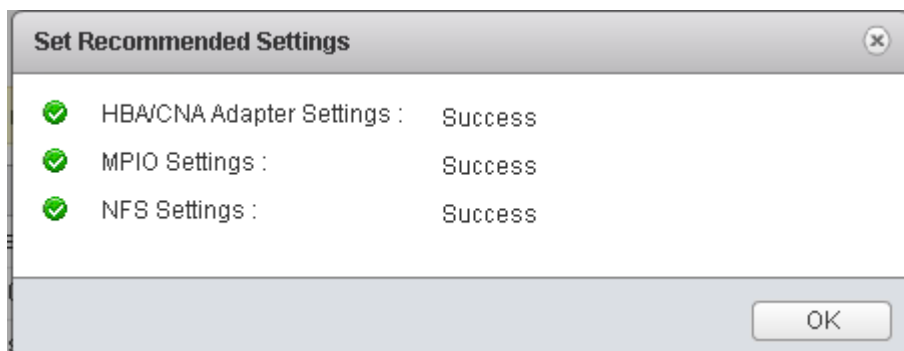 Set Recommended Settings
HBA/CNA Adapter Settings : Success
MPIO Settings : Success
NFS Settings : Success
OK